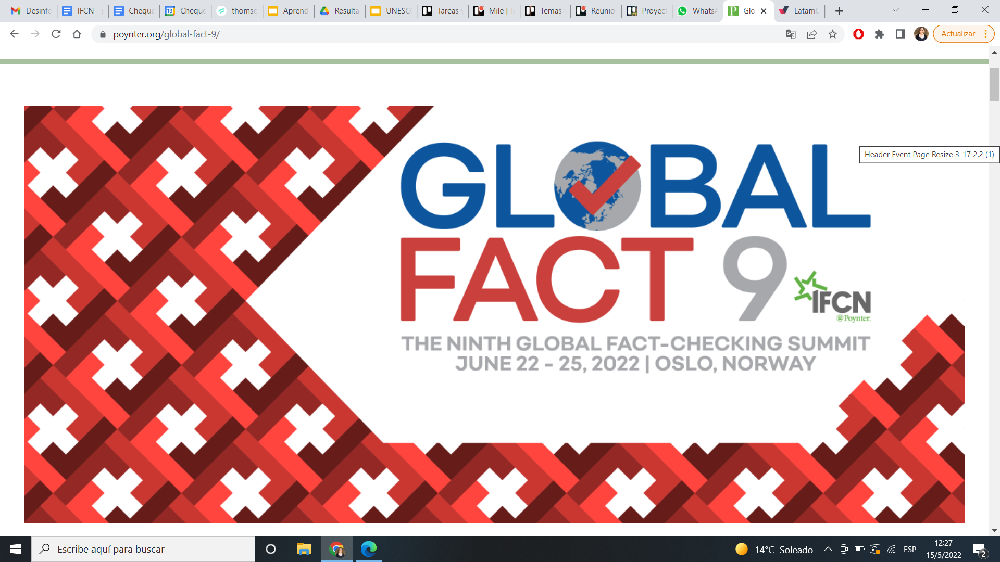 Desinfo
IFCN -
Cheque
13
Cheque
thomso
Aprend
Resulta
UNESC
Tareas y
Mile | T
Temas
Reunio
Proyec
WhatsA
Glo
LatamC
poynter.org/global-fact-9/
Actualizar
GLOBAL
FACT 9
IFCN
@Poynter.
THE NINTH GLOBAL FACT-CHECKING SUMMIT
JUNE 22 - 25, 2022 | OSLO, NORWAY
Header Event Page Resize 3-17 2.2 (1)
Escribe aquí para buscar
14°C Soleado
ESP
12:27
15/5/2022
2